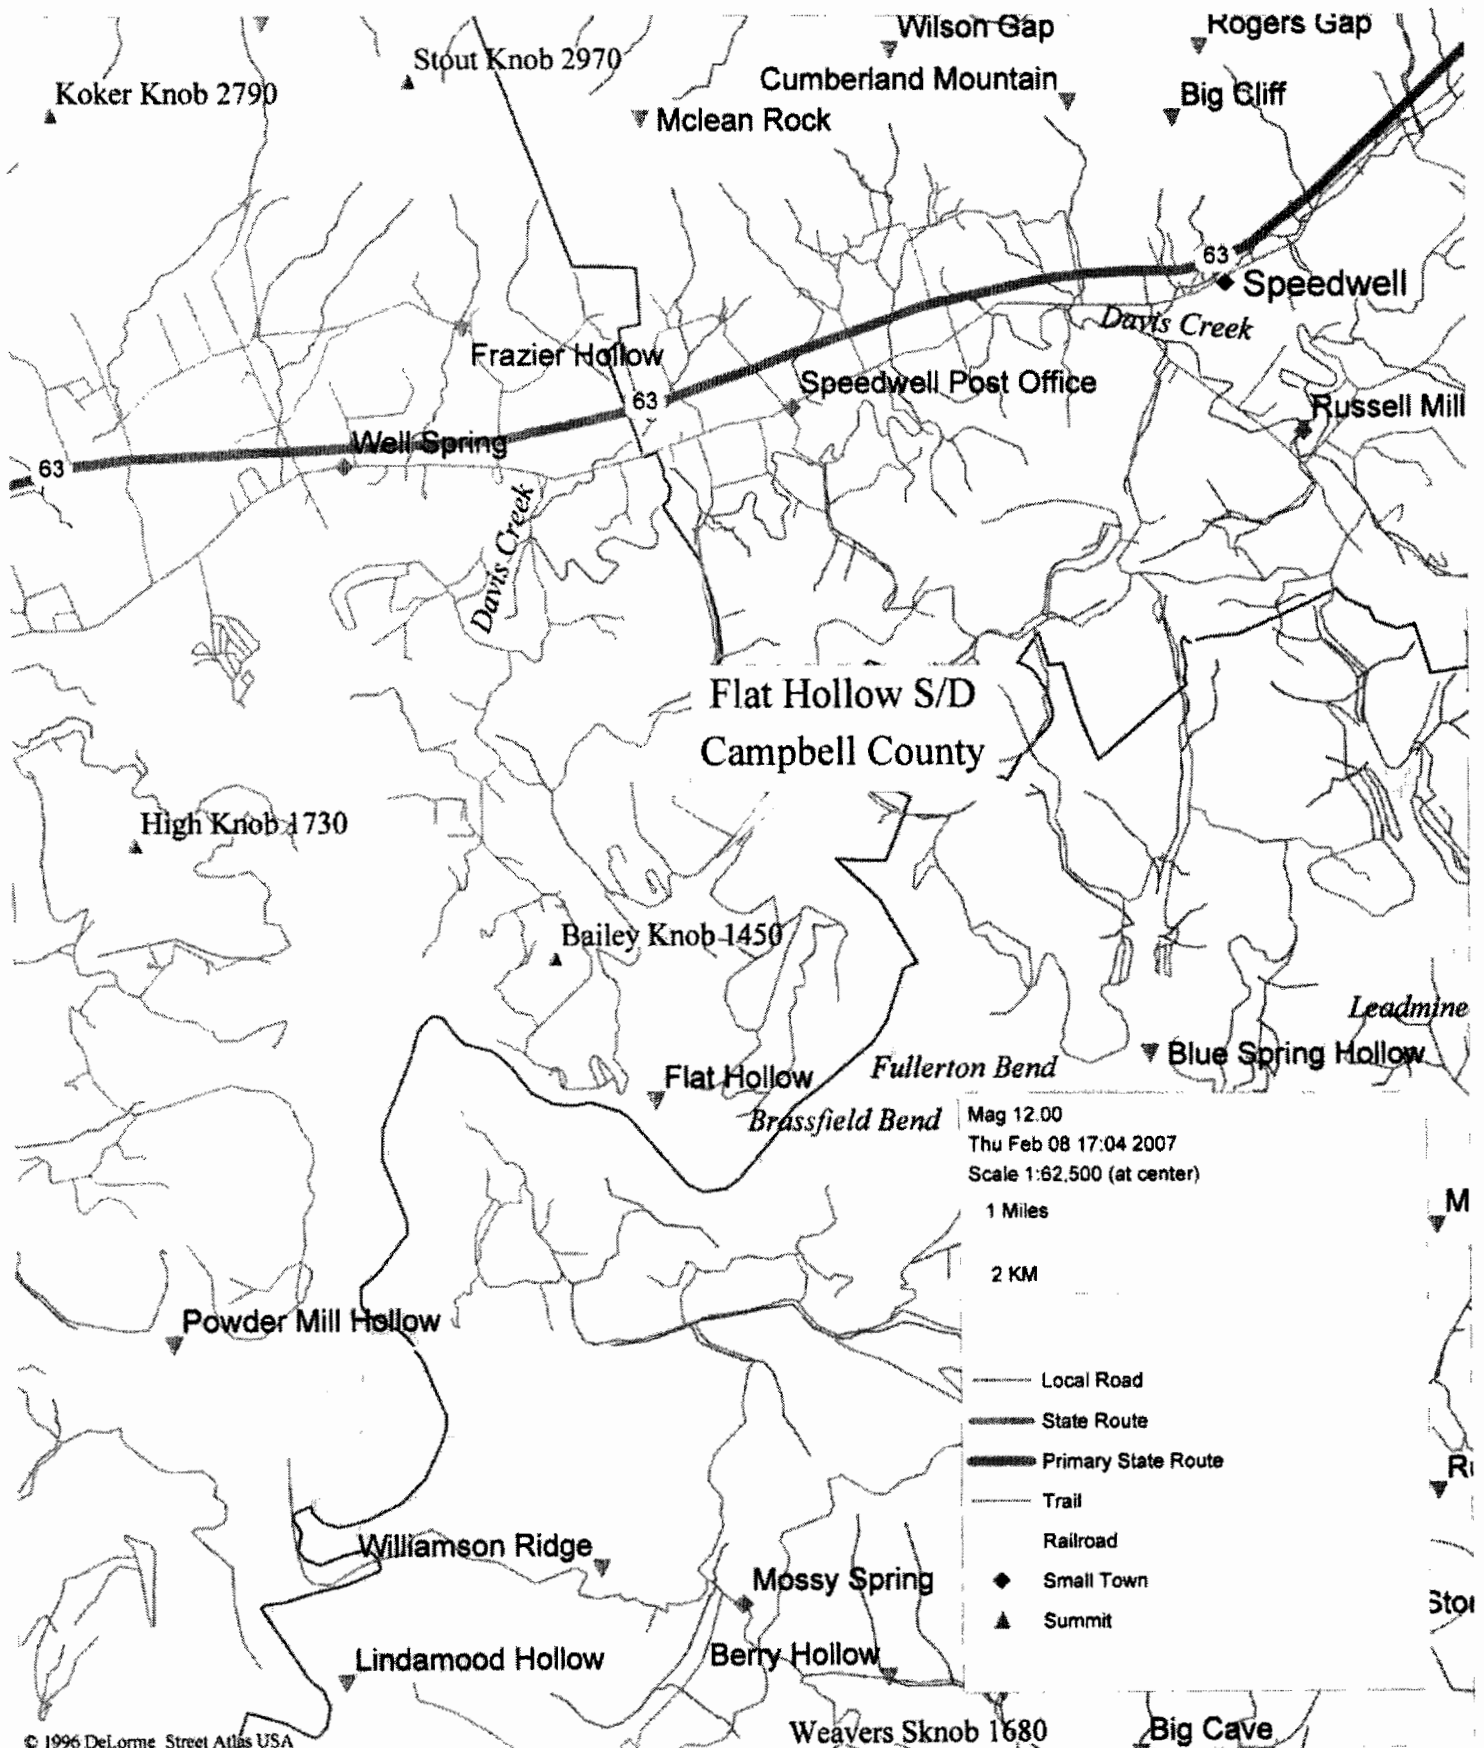 Wilson Gap
Rogers Gap
Stout Knob 2970
Cumberland Mountain
Koker Knob 2790
Big Cliff
Mclean Rock
63
Speedwell
Davis Creek
Frazier Hollow
Speedwell Post Office
63
Russell Mill
Well Spring
63
Davis Creek
Flat Hollow S/D
Campbell County
High Knob 1730
Bailey Knob 1450
Leadmine
Blue Spring Hollow
Fullerton Bend
Flat Hollow
Brassfield Bend
Mag 12.00
Thu Feb 08 17:04 2007
Scale 1:62,500 (at center)
1 Miles
M
2 KM
Powder Mill Hollow
Local Road
State Route
Primary State Route
Trail
Railroad
Small Town
Summit
Williamson Ridge
Mossy Spring
Berry Hollow
Lindamood Hollow
Weavers Sknob 1680
Big Cave
© 1996 DeLorme Street Atlas USA